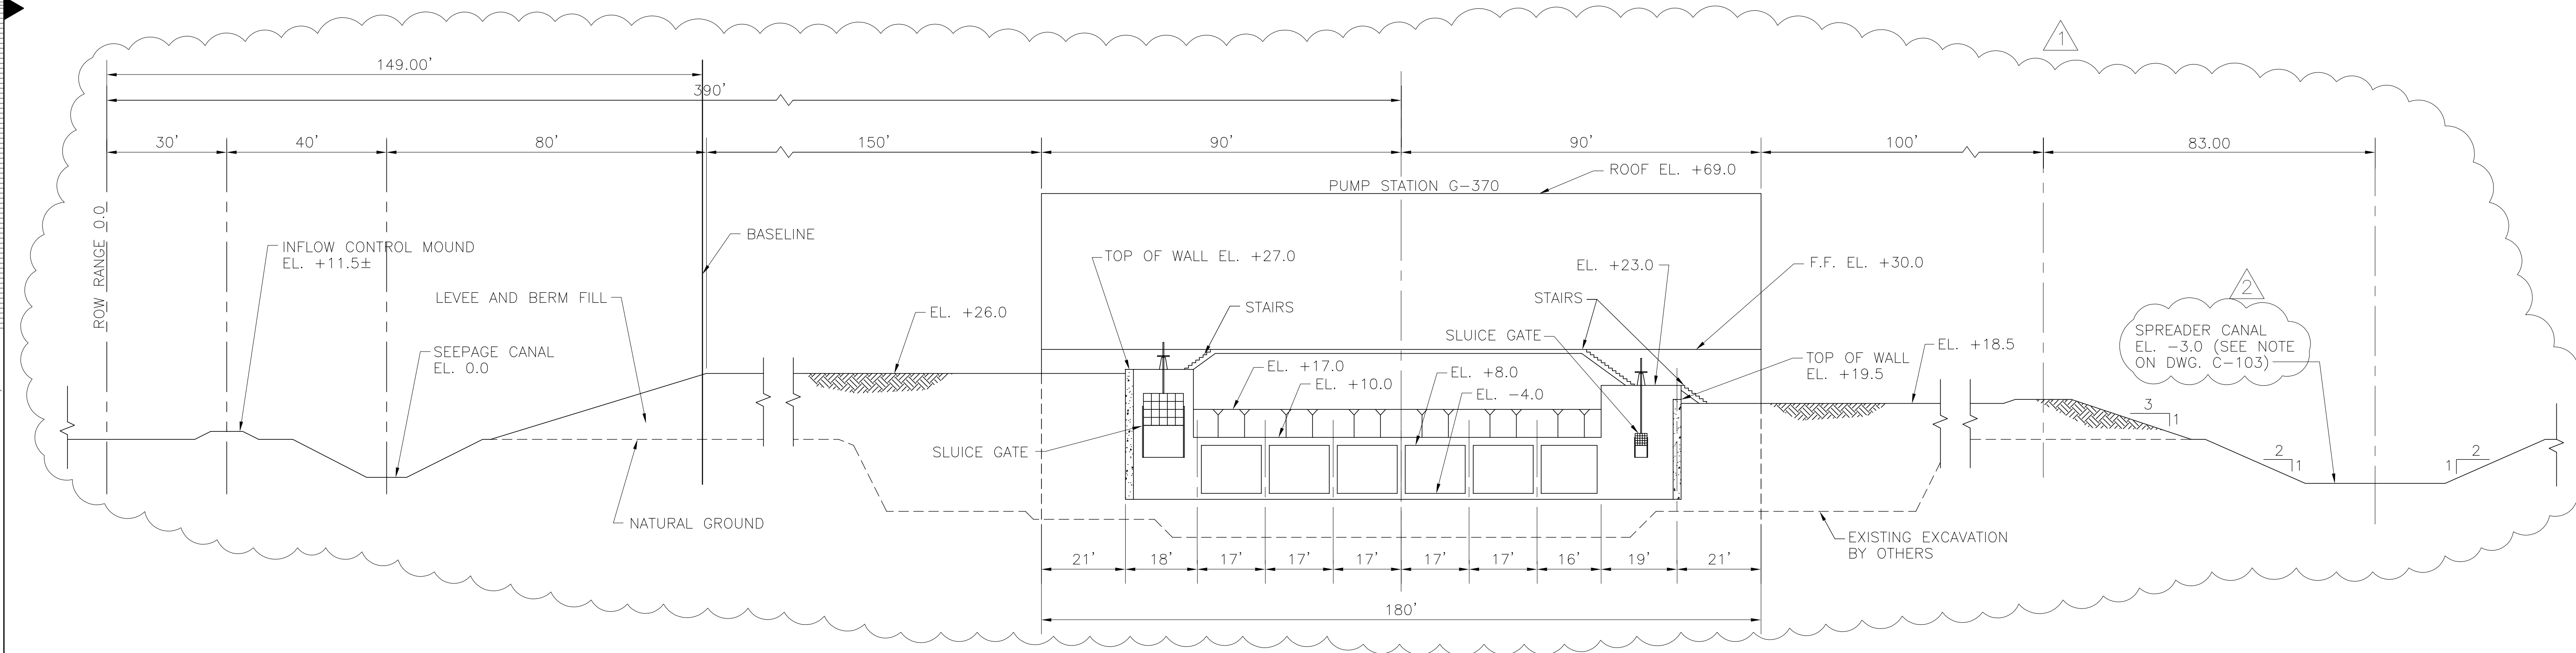 1
149.00'
390'
30'
40'
80'
150'
90'
90'
100'
83.00
ROOF EL. +69.0
PUMP STATION G-370
ROW RANGE 0.0
INFLOW CONTROL MOUND
EL. +11.5±
BASELINE
TOP OF WALL EL. +27.0
EL. +23.0
F.F. EL. +30.0
LEVEE AND BERM FILL
EL. +26.0
STAIRS
STAIRS
2
SPREADER CANAL
EL. -3.0 (SEE NOTE
ON DWG. C-103)
SEEPAGE CANAL
EL. 0.0
SLUICE GATE
EL. +18.5
TOP OF WALL
EL. +19.5
EL. +17.0
EL. +10.0
EL. +8.0
EL. -4.0
3
1
2
1
2
1
SLUICE GATE
NATURAL GROUND
EXISTING EXCAVATION
BY OTHERS
21'
18'
17'
17'
17'
17'
17'
16'
19'
21'
180'